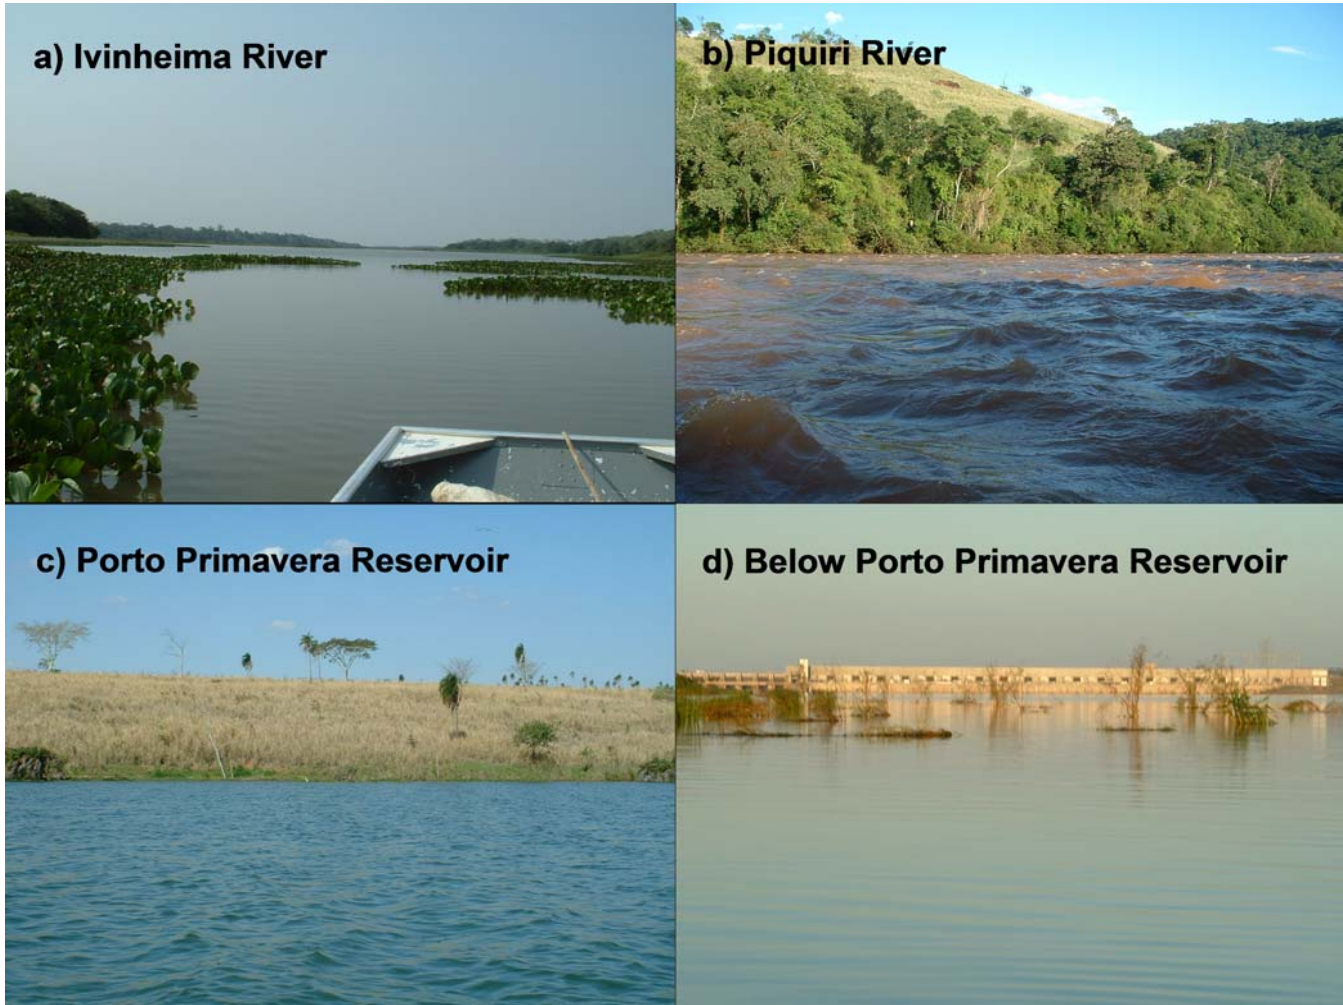 a) Ivinheima River
b) Piquiri River
c) Porto Primavera Reservoir
d) Below Porto Primavera Reservoir